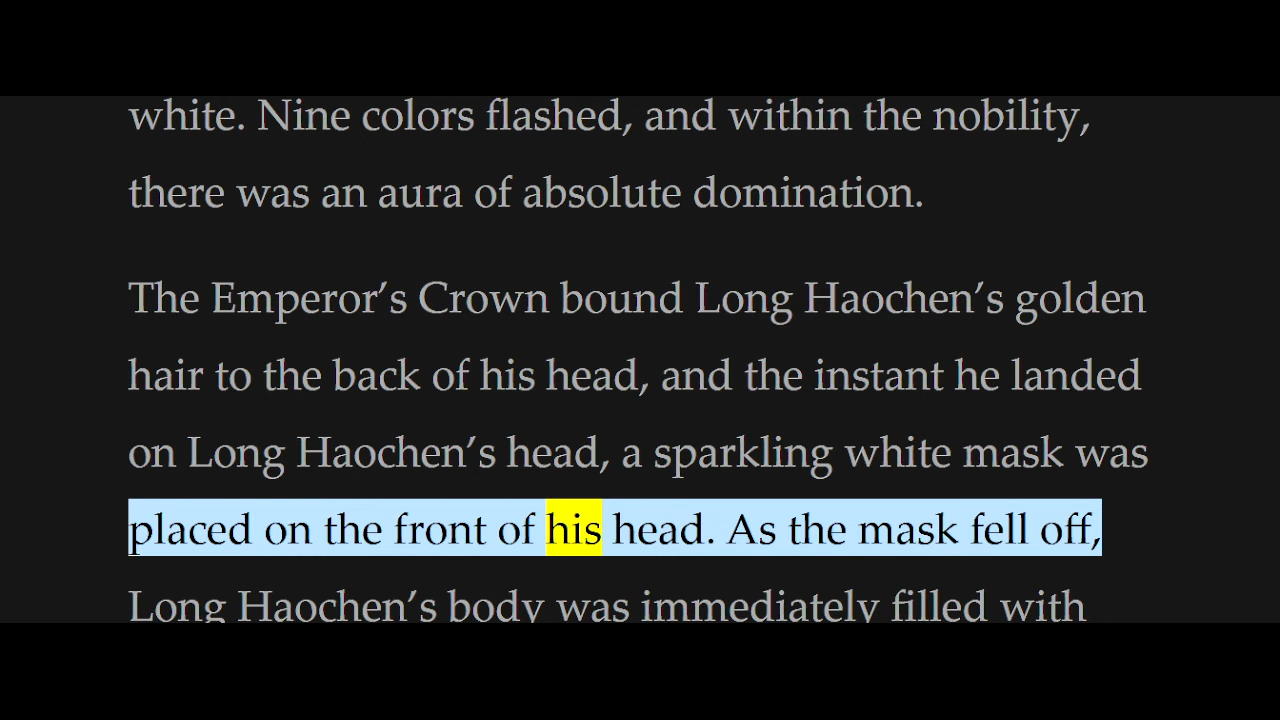 white. Nine colors flashed, and within the nobility,
there was an aura of absolute domination.
The Emperor’s Crown bound Long Haochen’s golden
hair to the back of his head, and the instant he landed
on Long Haochen’s head, a sparkling white mask was
placed on the front of his head. As the mask fell off,
Long Haochen’s body was immediately filled with